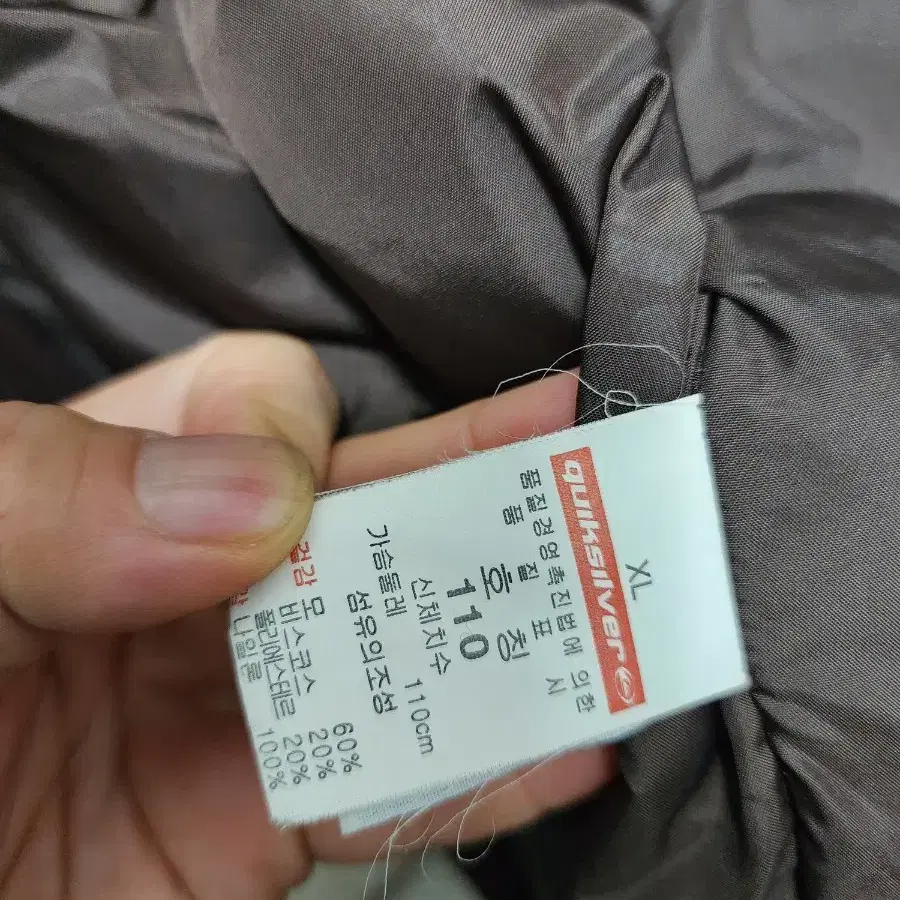 XL
quiksilver
품질경영촉진법에 의한
품 질 표 시
호 칭
110
신체치수
가슴둘레 110cm
섬유의조성
겉감 모 60%
비스코스 20%
폴리에스테르 20%
나일론 100%